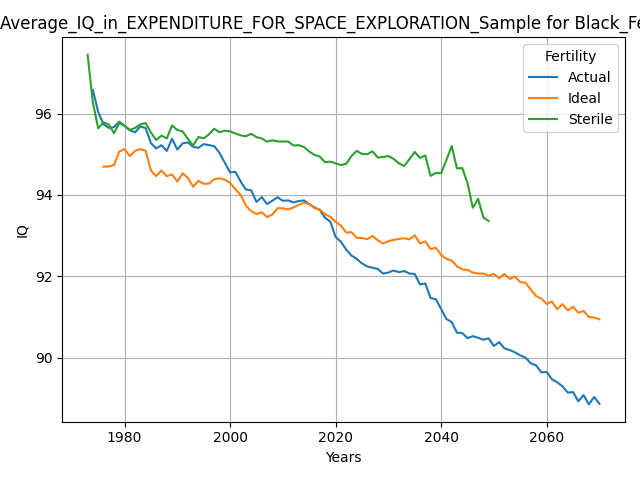 Average_IQ_in_EXPENDITURE_FOR_SPACE_EXPLORATION_Sample for Black_Fe
Fertility
Actual
Ideal
Sterile
96
94
92
90
IQ
1980
2000
2020
2040
2060
Years